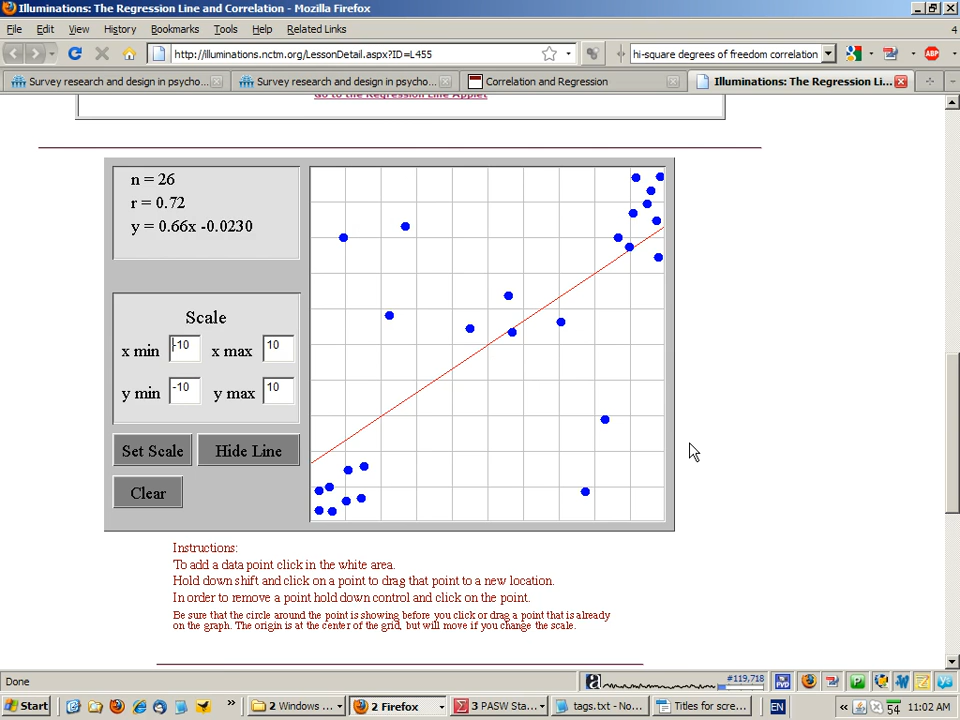 Illuminations: The Regression Line and Correlation - Mozilla Firefox
File Edit View History Bookmarks Tools Help Related Links
http://illuminations.nctm.org/LessonDetail.aspx?ID=L455
hi-square degrees of freedom correlation
ABP
Survey research and design in psycho...
Survey research and design in psycho...
Correlation and Regression
Illuminations: The Regression Li...
Go to the Regression Line Applet
n = 26
r = 0.72
y = 0.66x -0.0230
Scale
x min -10 x max 10
y min -10 y max 10
Set Scale Hide Line
Clear
Instructions:
To add a data point click in the white area.
Hold down shift and click on a point to drag that point to a new location.
In order to remove a point hold down control and click on the point.
Be sure that the circle around the point is showing before you click or drag a point that is already
on the graph. The origin is at the center of the grid, but will move if you change the scale.
Done
#119,718
Start
2 Windows ...
2 Firefox
3 PASW Sta...
tags.txt - No...
Titles for scre...
EN
54
11:02 AM